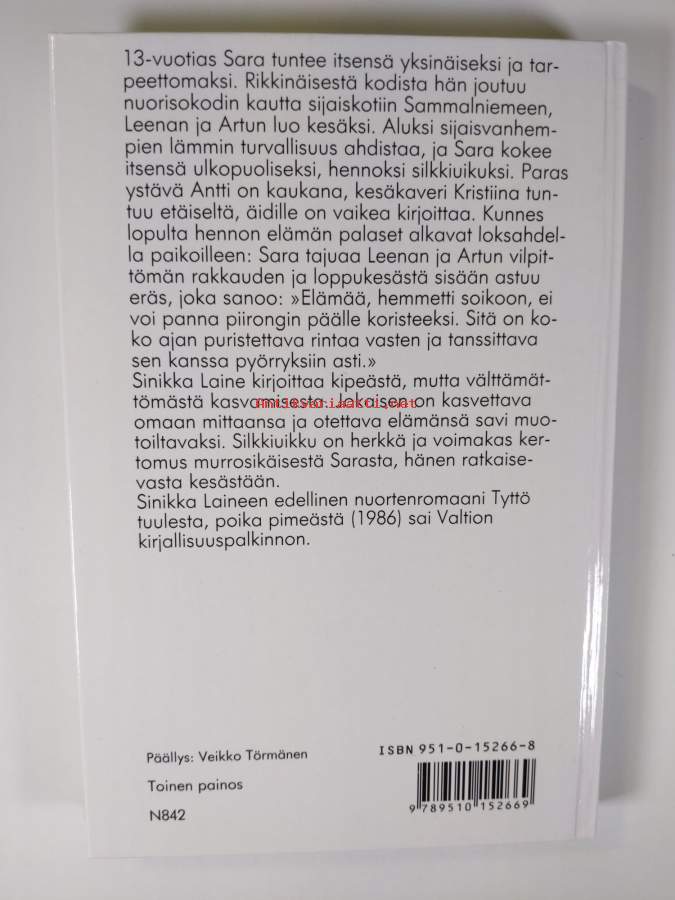 13-vuotias Sara tuntee itsensä yksinäiseksi ja tar-
peettomaksi. Rikkinäisestä kodista hän joutuu
nuorisokodin kautta sijaiskotiin Sammalniemeen,
Leenan ja Artun luo kesäksi. Aluksi sijaisvanhem-
pien lämmin turvallisuus ahdistaa, ja Sara kokee
itsensä ulkopuoliseksi, hennoksi silkkiuikuksi. Paras
ystävä Antti on kaukana, kesäkaveri Kristiina tun-
tuu etäiseltä, äidille on vaikea kirjoittaa. Kunnes
lopulta hennon elämän palaset alkavat loksahdel-
la paikoilleen: Sara tajuaa Leenan ja Artun vilpit-
tömän rakkauden ja loppukesästä sisään astuu
eräs, joka sanoo: »Elämää, hemmetti soikoon, ei
voi panna piirongin päälle koristeeksi. Sitä on ko-
ko ajan puristettava rintaa vasten ja tanssittava
sen kanssa pyörryksiin asti.»
Sinikka Laine kirjoittaa kipeästä, mutta välttämät-
tömästä kasvamisesta. Jokaisen on kasvettava
Antikvariaatti.net
omaan mittaansa ja otettava elämänsä savi muo-
toiltavaksi. Silkkiuikku on herkkä ja voimakas ker-
tomus murrosikäisestä Sarasta, hänen ratkaise-
vasta kesästään.
Sinikka Laineen edellinen nuortenromaani Tyttö
tuulesta, poika pimeästä (1986) sai Valtion
kirjallisuuspalkinnon.
Päällys: Veikko Törmänen
Toinen painos
N842
ISBN 951-0-15266-8
9 789510 152669